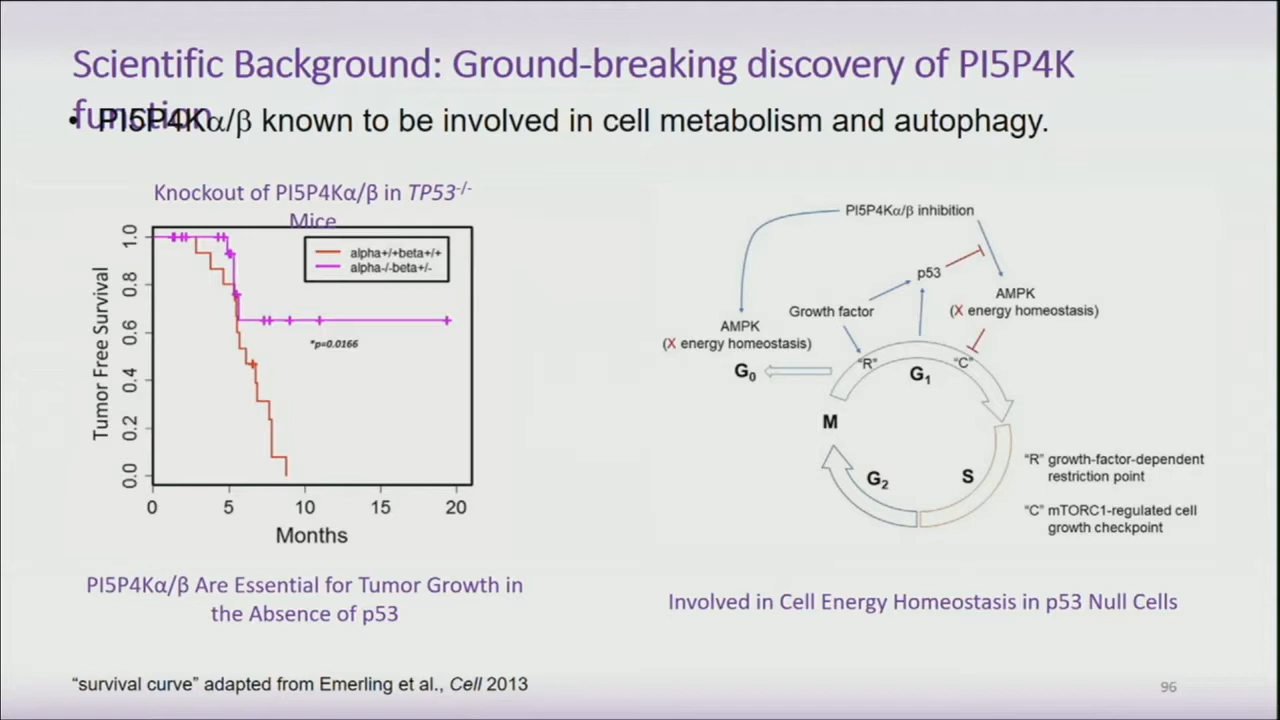 Scientific Background: Ground-breaking discovery of PI5P4K
function
• PI5P4Kα/β known to be involved in cell metabolism and autophagy.
Knockout of PI5P4Kα/β in TP53-/-
Mice
1.0
0.8
0.6
0.4
0.2
0.0
Tumor Free Survival
alpha+/+beta+/+
alpha-/-beta+/-
*p=0.0166
0 5 10 15 20
Months
PI5P4Kα/β Are Essential for Tumor Growth in
the Absence of p53
PI5P4Kα/β inhibition
p53
AMPK
(X energy homeostasis)
Growth factor
AMPK
(X energy homeostasis)
"R"
"C"
G0
G1
M
G2
S
"R" growth-factor-dependent
restriction point
"C" mTORC1-regulated cell
growth checkpoint
Involved in Cell Energy Homeostasis in p53 Null Cells
"survival curve" adapted from Emerling et al., Cell 2013
96